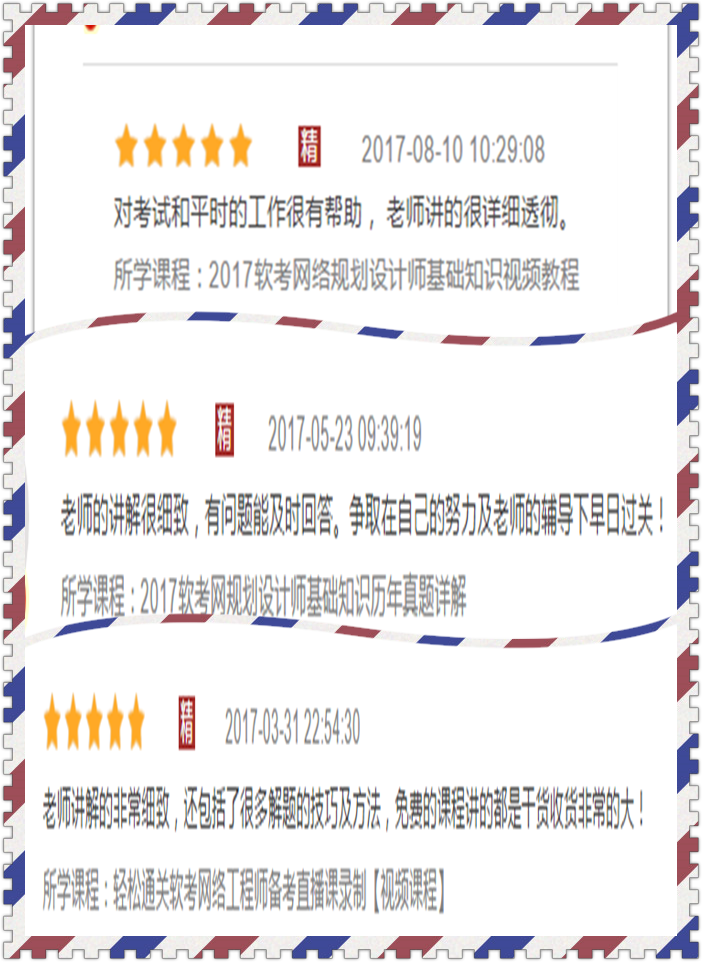 精 2017-08-10 10:29:08
对考试和平时的工作很有帮助，老师讲的很详细透彻。
所学课程：2017软考网络规划设计师基础知识视频教程
精 2017-05-23 09:39:19
老师的讲解很细致，有问题能及时回答。争取在自己的努力及老师的辅导下早日过关！
所学课程：2017软考网规划设计师基础知识历年真题详解
精 2017-03-31 22:54:30
老师讲解的非常细致，还包括了很多解题的技巧及方法，免费的课程讲的都是干货收货非常的大！
所学课程：轻松通关软考网络工程师备考直播课录制【视频课程】